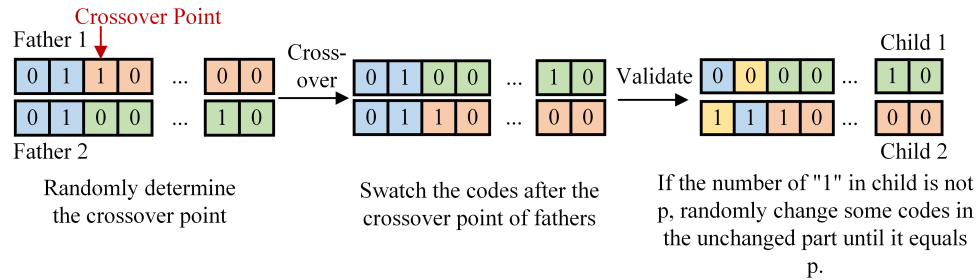 Crossover Point
Father 1
0 1 1 0 ... 0 0
0 1 0 0 ... 1 0
Father 2
Randomly determine
the crossover point
Cross-
over
0 1 0 0 ... 1 0
0 1 1 0 ... 0 0
Swatch the codes after the
crossover point of fathers
Validate
Child 1
0 0 0 0 ... 1 0
1 1 1 0 ... 0 0
Child 2
If the number of "1" in child is not
p, randomly change some codes in
the unchanged part until it equals
p.